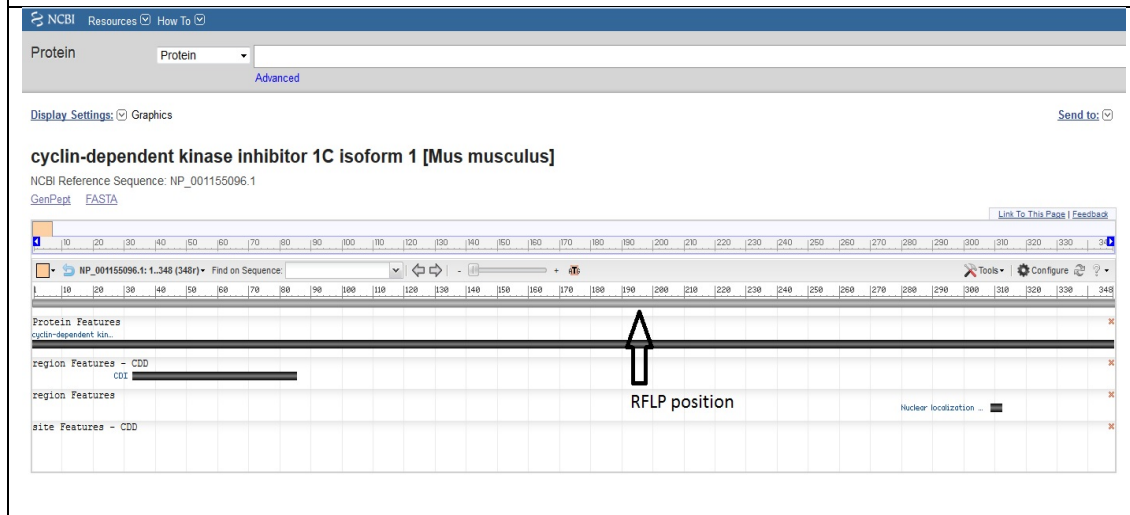 NCBI Resources How To
Protein Protein
Advanced
Display Settings: Graphics Send to:
cyclin-dependent kinase inhibitor 1C isoform 1 [Mus musculus]
NCBI Reference Sequence: NP_001155096.1
GenPept FASTA
Link To This Page | Feedback
10 20 30 40 50 60 70 80 90 100 110 120 130 140 150 160 170 180 190 200 210 220 230 240 250 260 270 280 290 300 310 320 330
NP_001155096.1: 1..348 (348r) Find on Sequence: - + Tools Configure ?
1 10 20 30 40 50 60 70 80 90 100 110 120 130 140 150 160 170 180 190 200 210 220 230 240 250 260 270 280 290 300 310 320 330 348
Protein Features
cyclin-dependent kin..
region Features - CDD
CDI
region Features
RFLP position
Nuclear localization ...
site Features - CDD